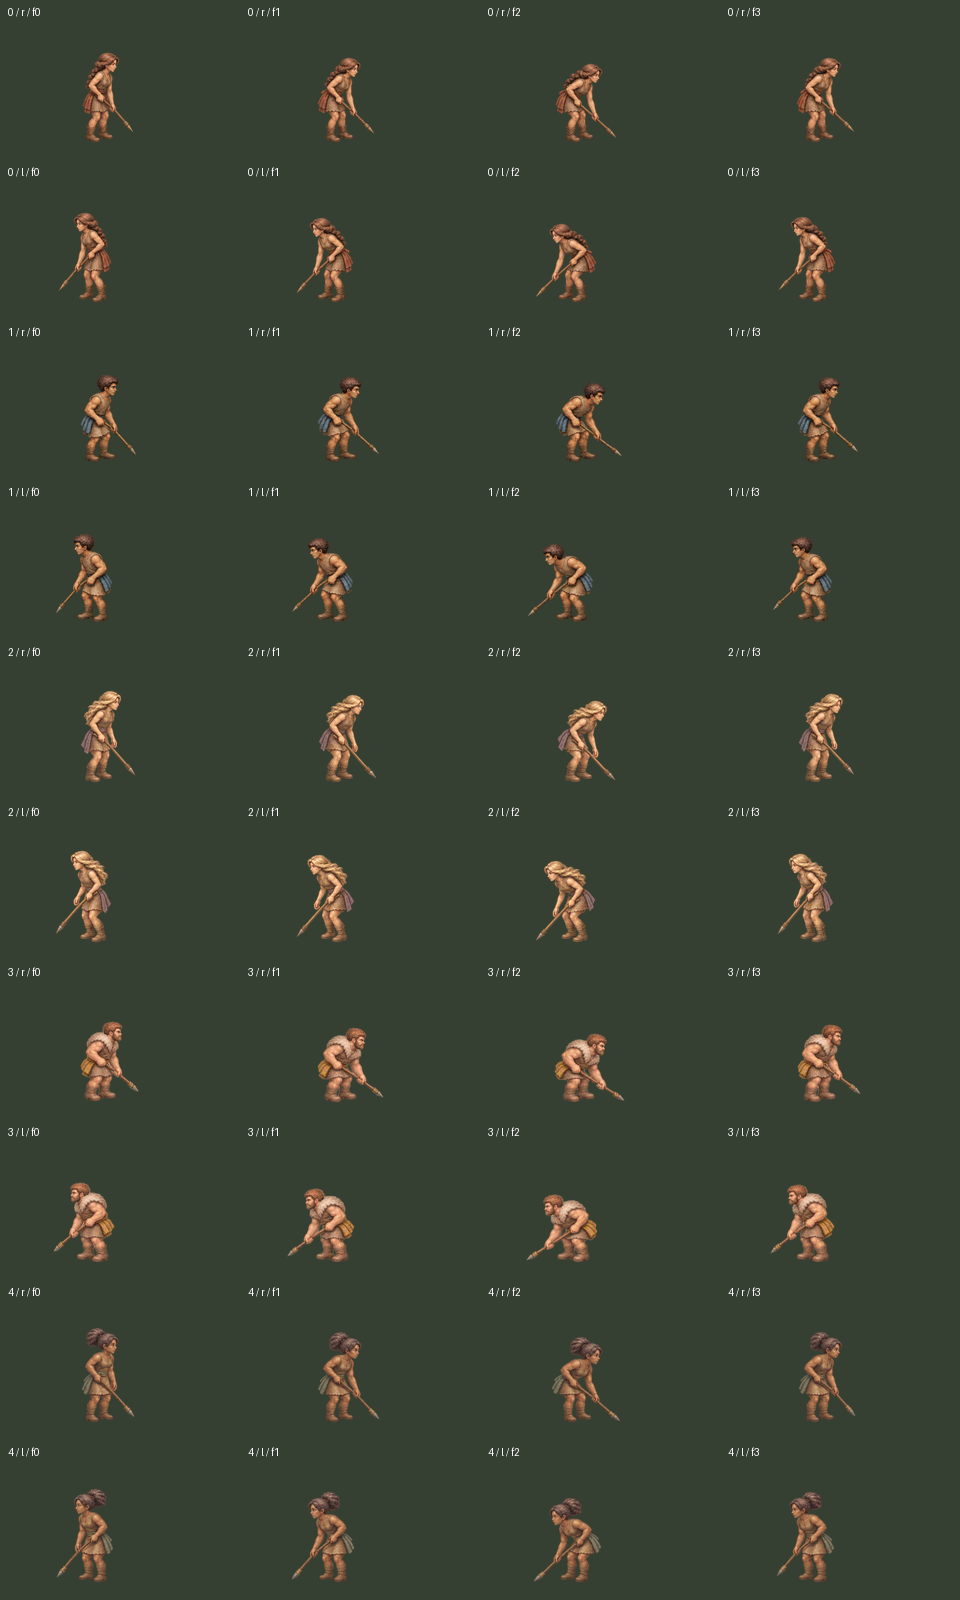 0 / r / f0
0 / r / f1
0 / r / f2
0 / r / f3
0 / l / f0
0 / l / f1
0 / l / f2
0 / l / f3
1 / r / f0
1 / r / f1
1 / r / f2
1 / r / f3
1 / l / f0
1 / l / f1
1 / l / f2
1 / l / f3
2 / r / f0
2 / r / f1
2 / r / f2
2 / r / f3
2 / l / f0
2 / l / f1
2 / l / f2
2 / l / f3
3 / r / f0
3 / r / f1
3 / r / f2
3 / r / f3
3 / l / f0
3 / l / f1
3 / l / f2
3 / l / f3
4 / r / f0
4 / r / f1
4 / r / f2
4 / r / f3
4 / l / f0
4 / l / f1
4 / l / f2
4 / l / f3